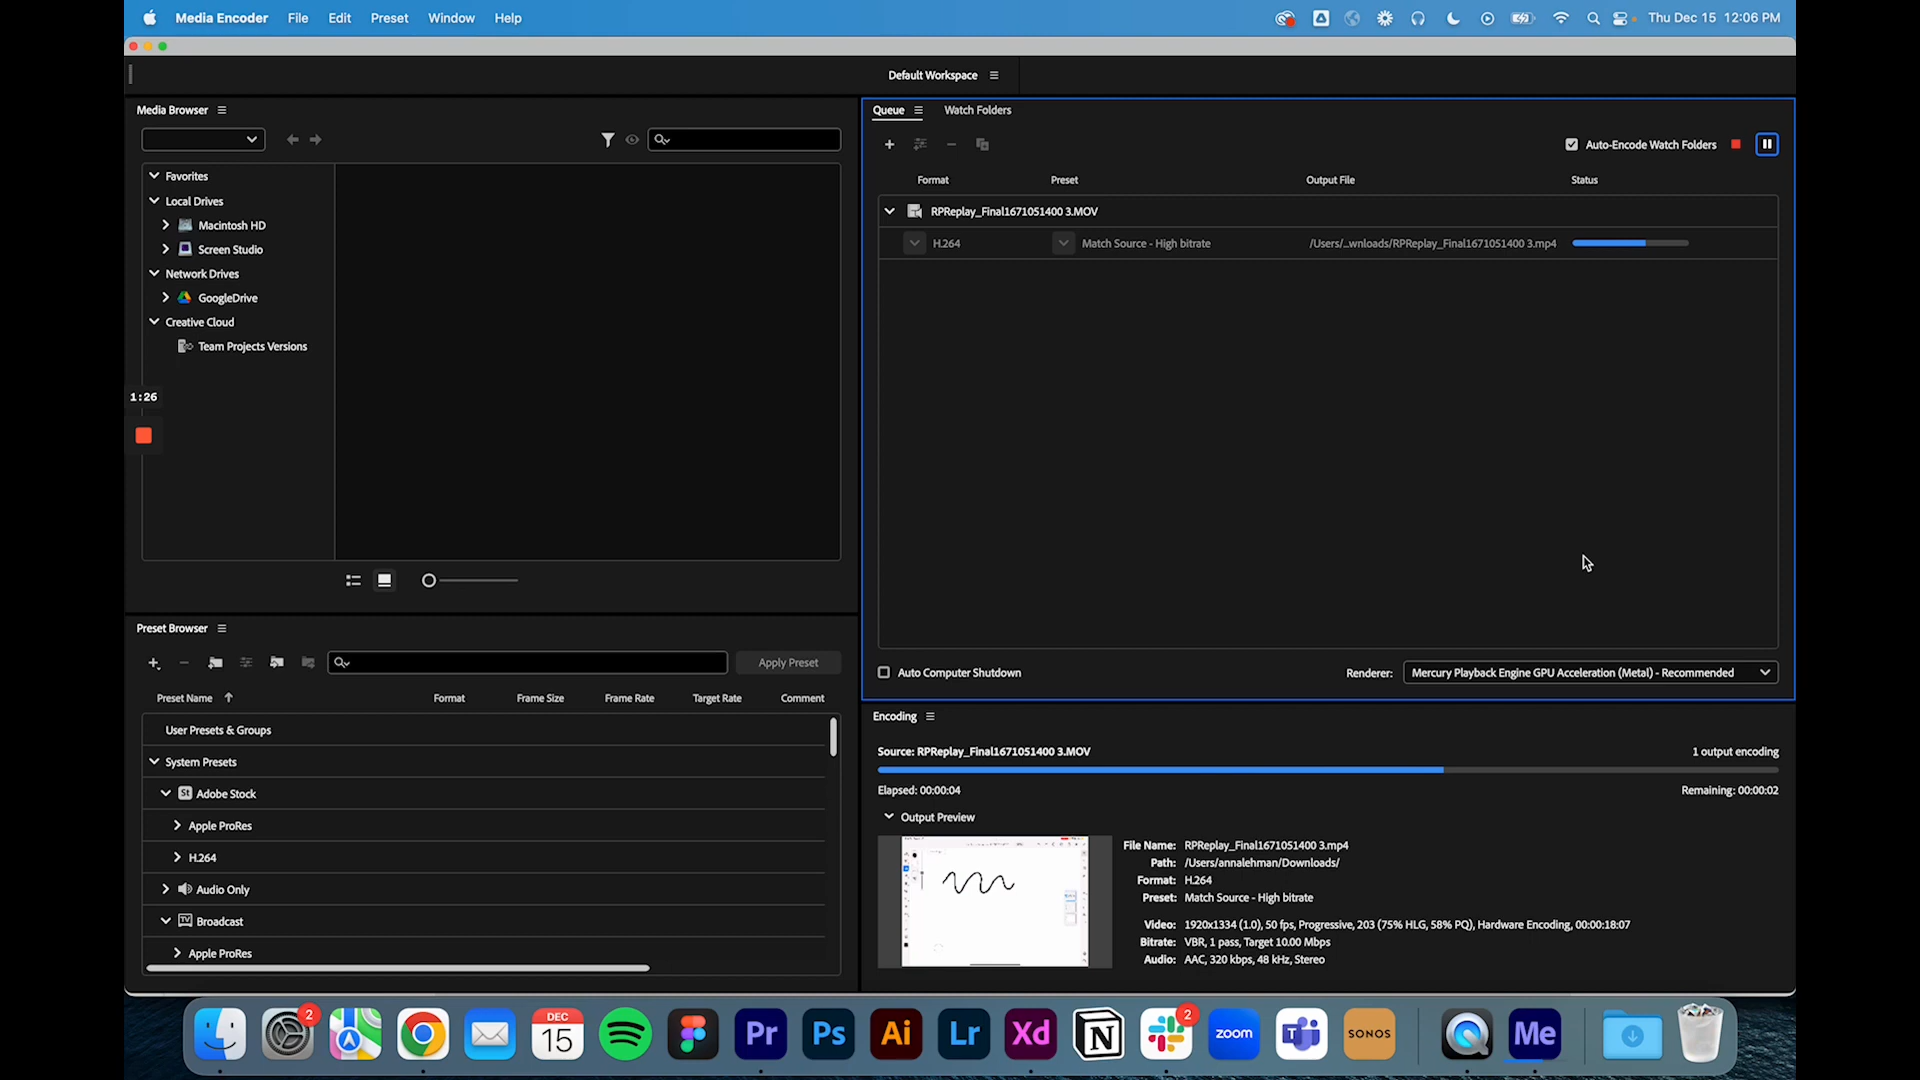 Media Encoder File Edit Preset Window Help
Thu Dec 15 12:06 PM
Default Workspace
Media Browser
Favorites
Local Drives
Macintosh HD
Screen Studio
Network Drives
GoogleDrive
Creative Cloud
Team Projects Versions
1:26
Queue Watch Folders
Auto-Encode Watch Folders
Format Preset Output File Status
RPReplay_Final1671051400 3.MOV
H.264 Match Source - High bitrate /Users/...wnloads/RPReplay_Final1671051400 3.mp4
Auto Computer Shutdown
Renderer: Mercury Playback Engine GPU Acceleration (Metal) - Recommended
Preset Browser
Apply Preset
Preset Name Format Frame Size Frame Rate Target Rate Comment
User Presets & Groups
System Presets
St Adobe Stock
Apple ProRes
H.264
Audio Only
TV Broadcast
Apple ProRes
Encoding
Source: RPReplay_Final1671051400 3.MOV 1 output encoding
Elapsed: 00:00:04 Remaining: 00:00:02
Output Preview
File Name: RPReplay_Final1671051400 3.mp4
Path: /Users/annalehman/Downloads/
Format: H.264
Preset: Match Source - High bitrate
Video: 1920x1334 (1.0), 50 fps, Progressive, 203 (75% HLG, 58% PQ), Hardware Encoding, 00:00:18:07
Bitrate: VBR, 1 pass, Target 10.00 Mbps
Audio: AAC, 320 kbps, 48 kHz, Stereo
2 DEC 15 Pr Ps Ai Lr Xd N 2 zoom T SONOS Me